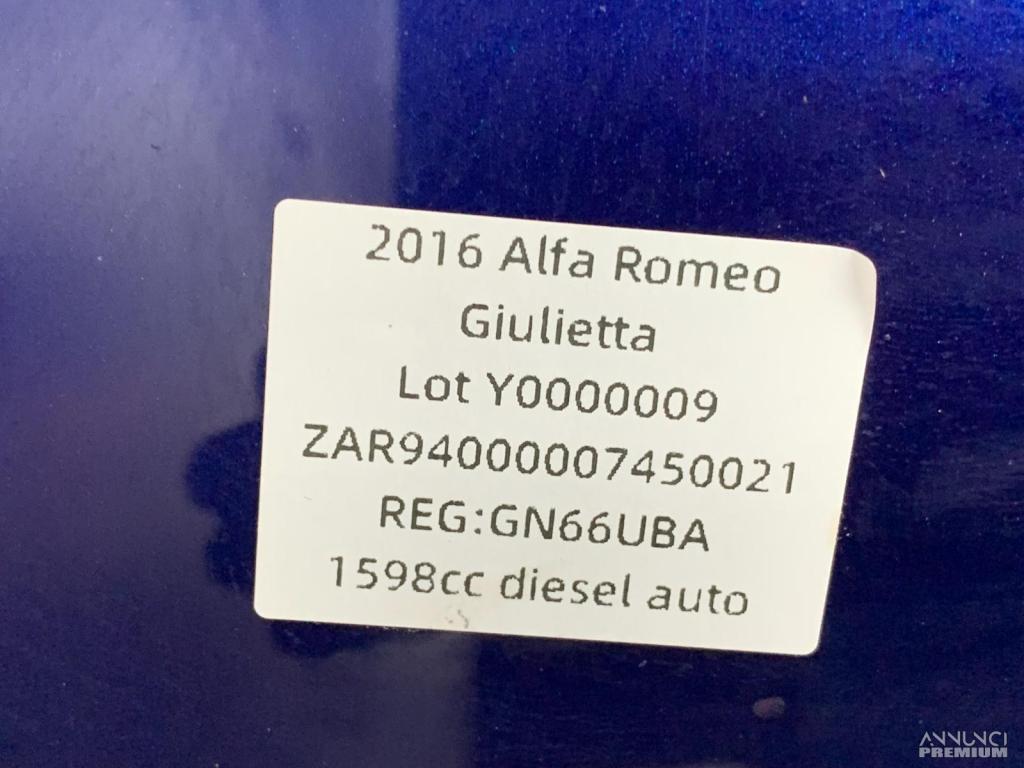 2016 Alfa Romeo
Giulietta
Lot Y0000009
ZAR94000007450021
REG:GN66UBA
1598cc diesel auto
ANNUNCI
PREMIUM